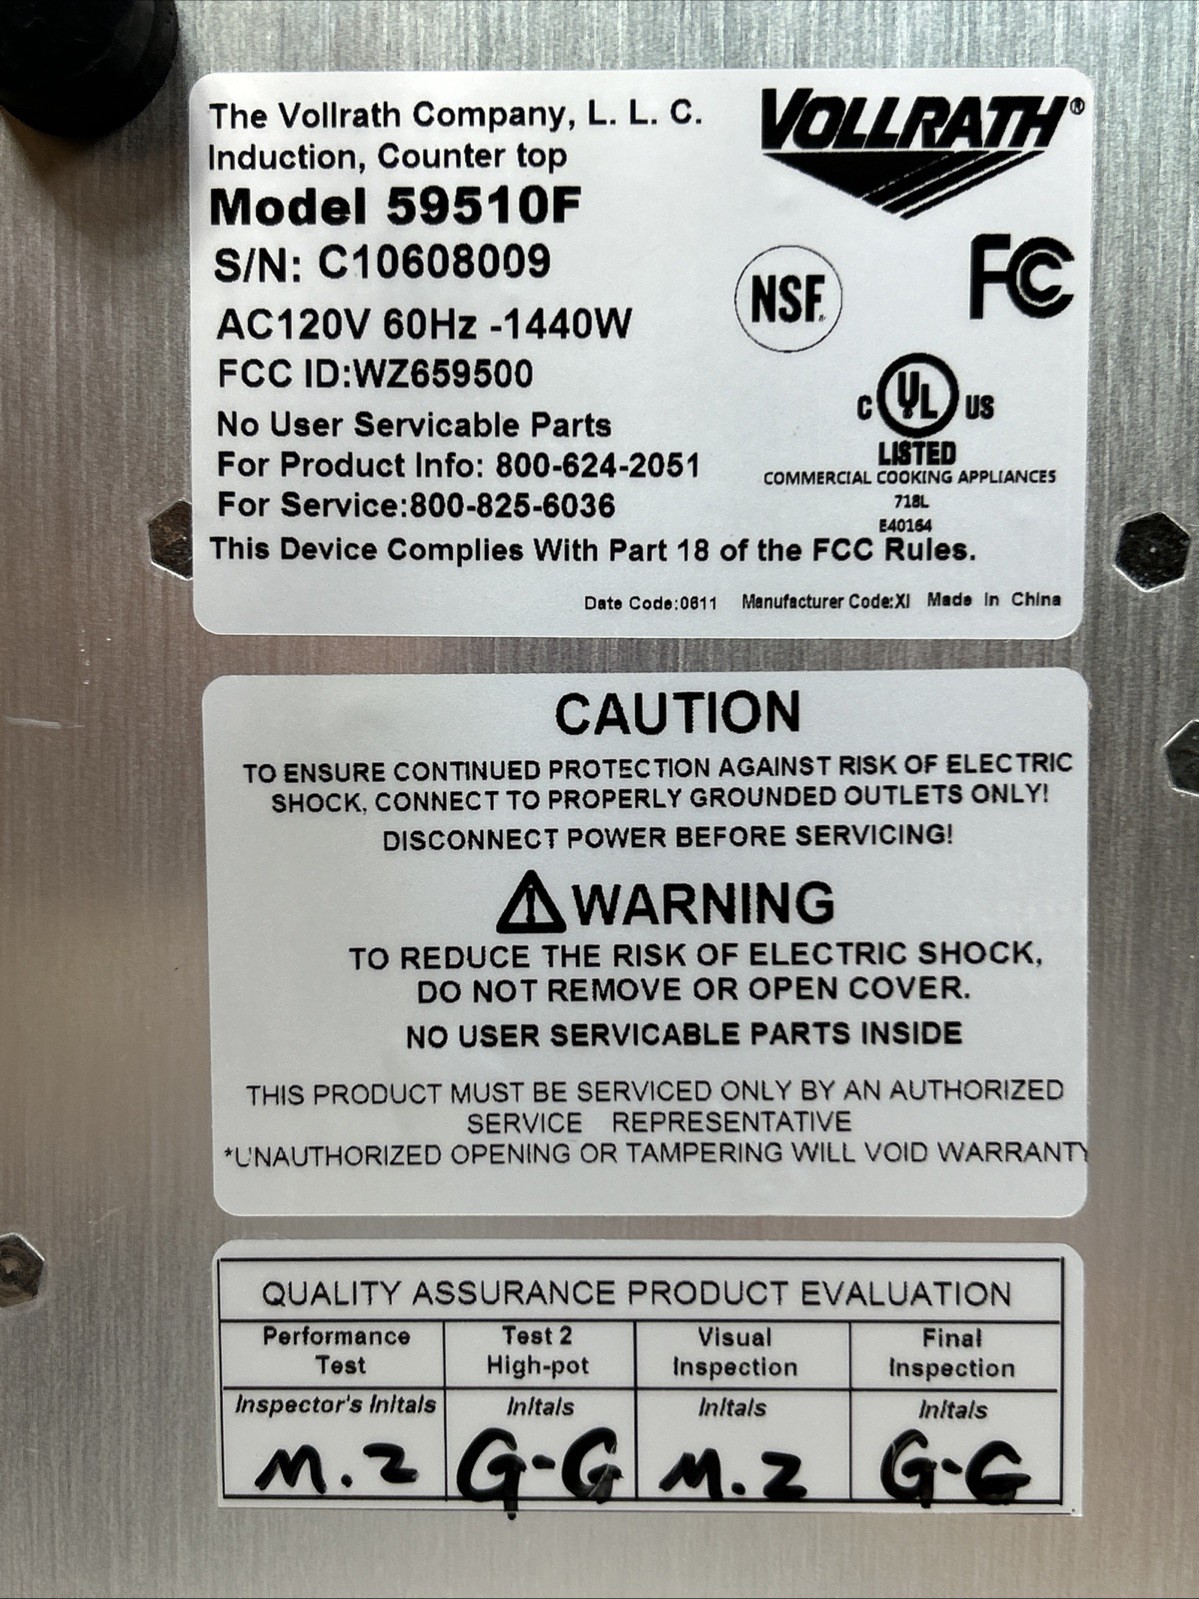 The Vollrath Company, L. L. C.
Induction, Counter top
Model 59510F
S/N: C10608009
AC120V 60Hz -1440W
FCC ID:WZ659500
No User Servicable Parts
For Product Info: 800-624-2051
For Service:800-825-6036
This Device Complies With Part 18 of the FCC Rules.
Date Code:0611 Manufacturer Code:XI Made In China
VOLLRATH®
FC
NSF®
C UL US
LISTED
COMMERCIAL COOKING APPLIANCES
718L
E40164
CAUTION
TO ENSURE CONTINUED PROTECTION AGAINST RISK OF ELECTRIC
SHOCK, CONNECT TO PROPERLY GROUNDED OUTLETS ONLY!
DISCONNECT POWER BEFORE SERVICING!
WARNING
TO REDUCE THE RISK OF ELECTRIC SHOCK,
DO NOT REMOVE OR OPEN COVER.
NO USER SERVICABLE PARTS INSIDE
THIS PRODUCT MUST BE SERVICED ONLY BY AN AUTHORIZED
SERVICE REPRESENTATIVE
*UNAUTHORIZED OPENING OR TAMPERING WILL VOID WARRANTY
QUALITY ASSURANCE PRODUCT EVALUATION
Performance Test
Test 2 High-pot
Visual Inspection
Final Inspection
Inspector's Initals
Initals
Initals
Initals
M.Z
G-G
M.Z
G-G